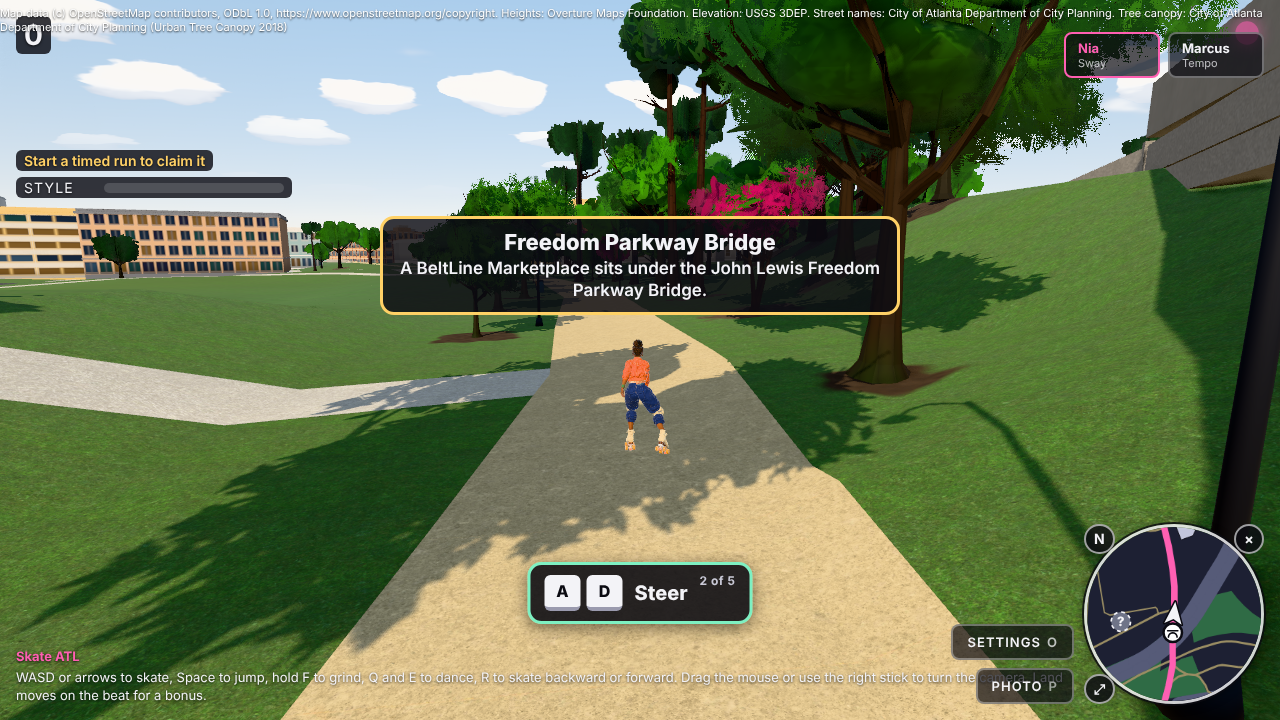 Map data (c) OpenStreetMap contributors, ODbL 1.0, https://www.openstreetmap.org/copyright. Heights: Overture Maps Foundation. Elevation: USGS 3DEP. Street names: City of Atlanta Department of City Planning. Tree canopy: City of Atlanta
Department of City Planning (Urban Tree Canopy 2018)
0
Nia
Sway
Marcus
Tempo
Start a timed run to claim it
STYLE
Freedom Parkway Bridge
A BeltLine Marketplace sits under the John Lewis Freedom
Parkway Bridge.
A D Steer 2 of 5
N
×
?
SETTINGS O
PHOTO P
Skate ATL
WASD or arrows to skate, Space to jump, hold F to grind, Q and E to dance, R to skate backward or forward. Drag the mouse or use the right stick to turn the camera. Land
moves on the beat for a bonus.